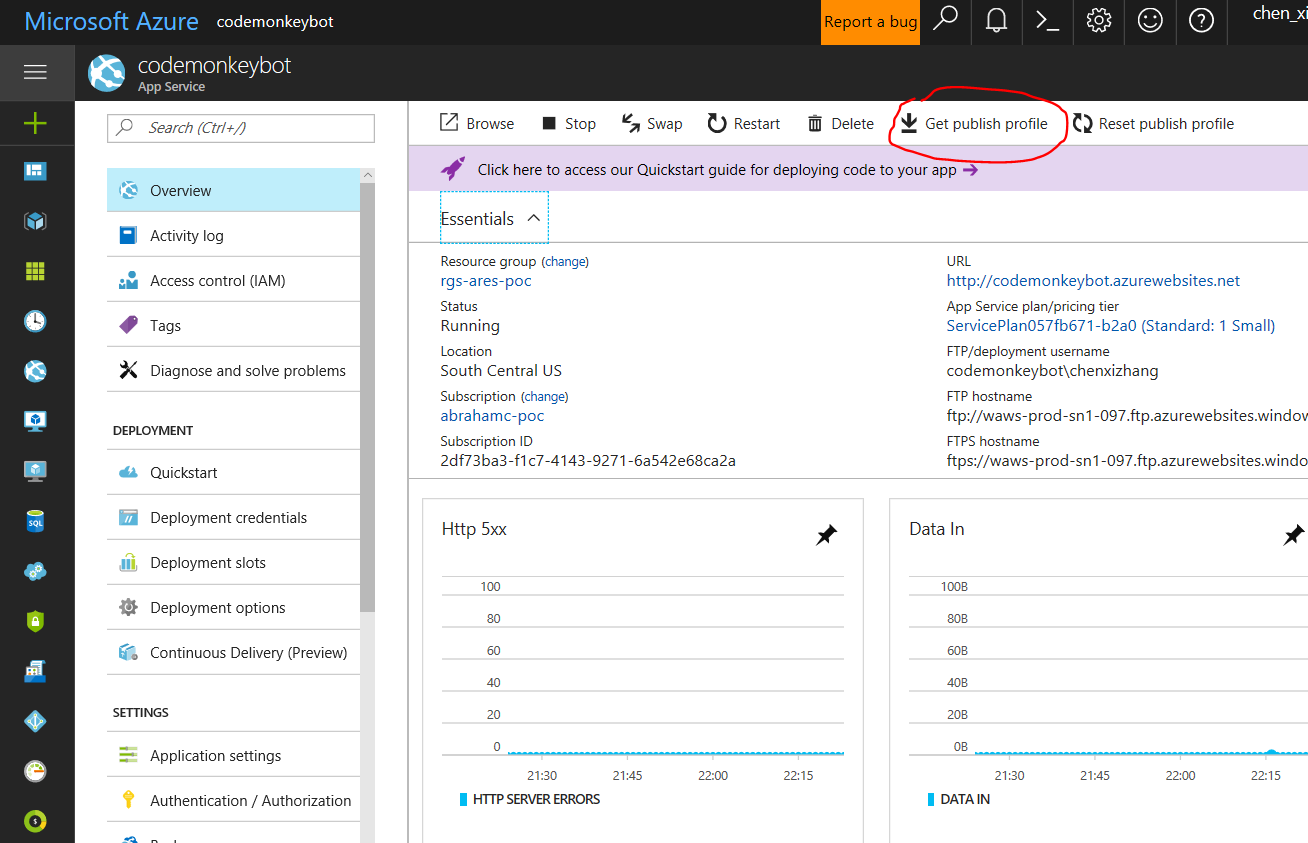 Microsoft Azure codemonkeybot
Report a bug
chen_xi
codemonkeybot
App Service
Search (Ctrl+/)
Overview
Activity log
Access control (IAM)
Tags
Diagnose and solve problems
DEPLOYMENT
Quickstart
Deployment credentials
Deployment slots
Deployment options
Continuous Delivery (Preview)
SETTINGS
Application settings
Authentication / Authorization
Browse
Stop
Swap
Restart
Delete
Get publish profile
Reset publish profile
Click here to access our Quickstart guide for deploying code to your app
Essentials
Resource group (change)
rgs-ares-poc
Status
Running
Location
South Central US
Subscription (change)
abrahamc-poc
Subscription ID
2df73ba3-f1c7-4143-9271-6a542e68ca2a
URL
http://codemonkeybot.azurewebsites.net
App Service plan/pricing tier
ServicePlan057fb671-b2a0 (Standard: 1 Small)
FTP/deployment username
codemonkeybot\chenxizhang
FTP hostname
ftp://waws-prod-sn1-097.ftp.azurewebsites.window
FTPS hostname
ftps://waws-prod-sn1-097.ftp.azurewebsites.windo
Http 5xx
100
80
60
40
20
0
21:30
21:45
22:00
22:15
HTTP SERVER ERRORS
Data In
100B
80B
60B
40B
20B
0B
21:30
21:45
22:00
22:15
DATA IN
SQL